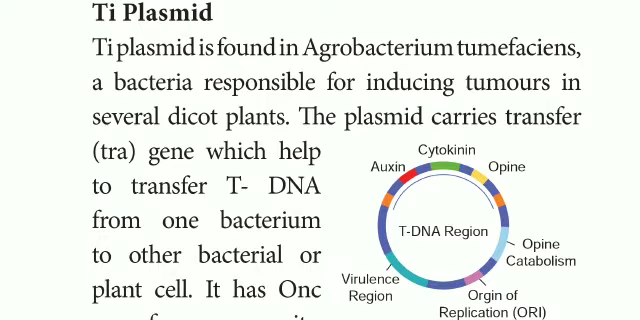 Ti Plasmid
Ti plasmid is found in Agrobacterium tumefaciens,
a bacteria responsible for inducing tumours in
several dicot plants. The plasmid carries transfer
(tra) gene which help
to transfer T- DNA
from one bacterium
to other bacterial or
plant cell. It has Onc
Cytokinin
Auxin
Opine
T-DNA Region
Opine
Catabolism
Virulence
Region
Orgin of
Replication (ORI)